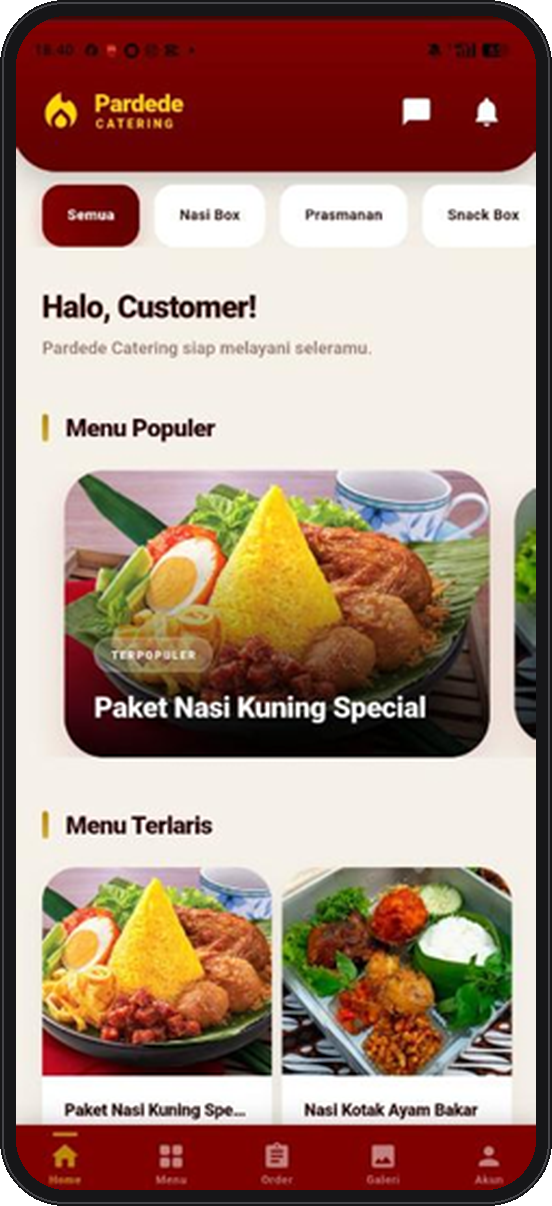 18:40
Pardede
CATERING
Semua
Nasi Box
Prasmanan
Snack Box
Halo, Customer!
Pardede Catering siap melayani seleramu.
Menu Populer
TERPOPULER
Paket Nasi Kuning Special
Menu Terlaris
Paket Nasi Kuning Spe...
Nasi Kotak Ayam Bakar
Home
Menu
Order
Galeri
Akun